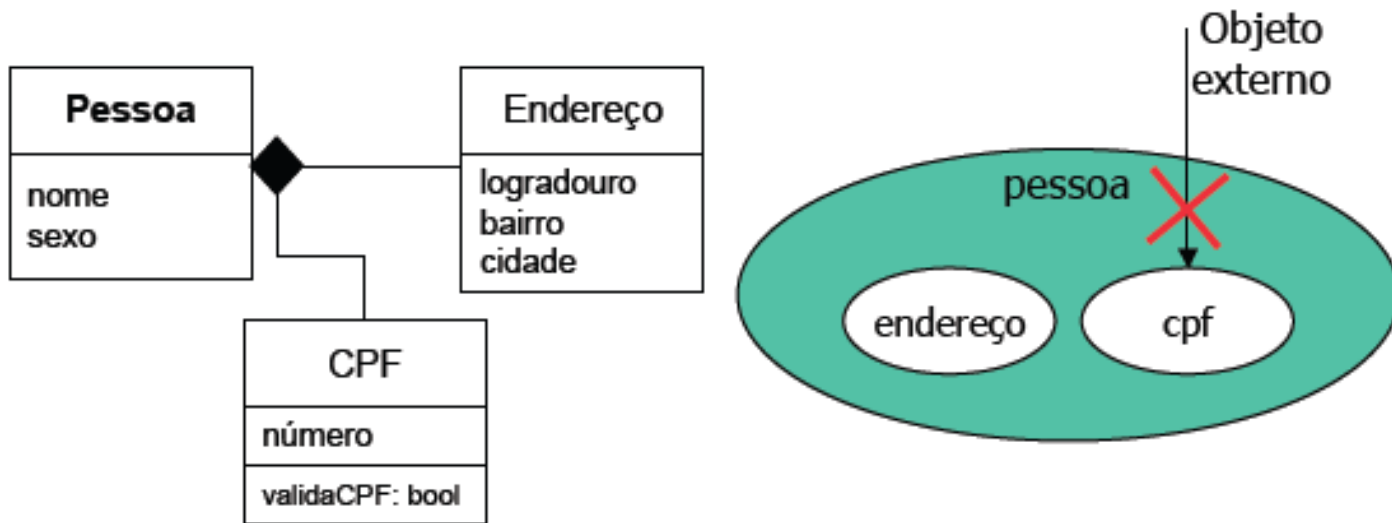 Pessoa
nome
sexo
Endereço
logradouro
bairro
cidade
CPF
número
validaCPF: bool
Objeto
externo
pessoa
endereço
cpf